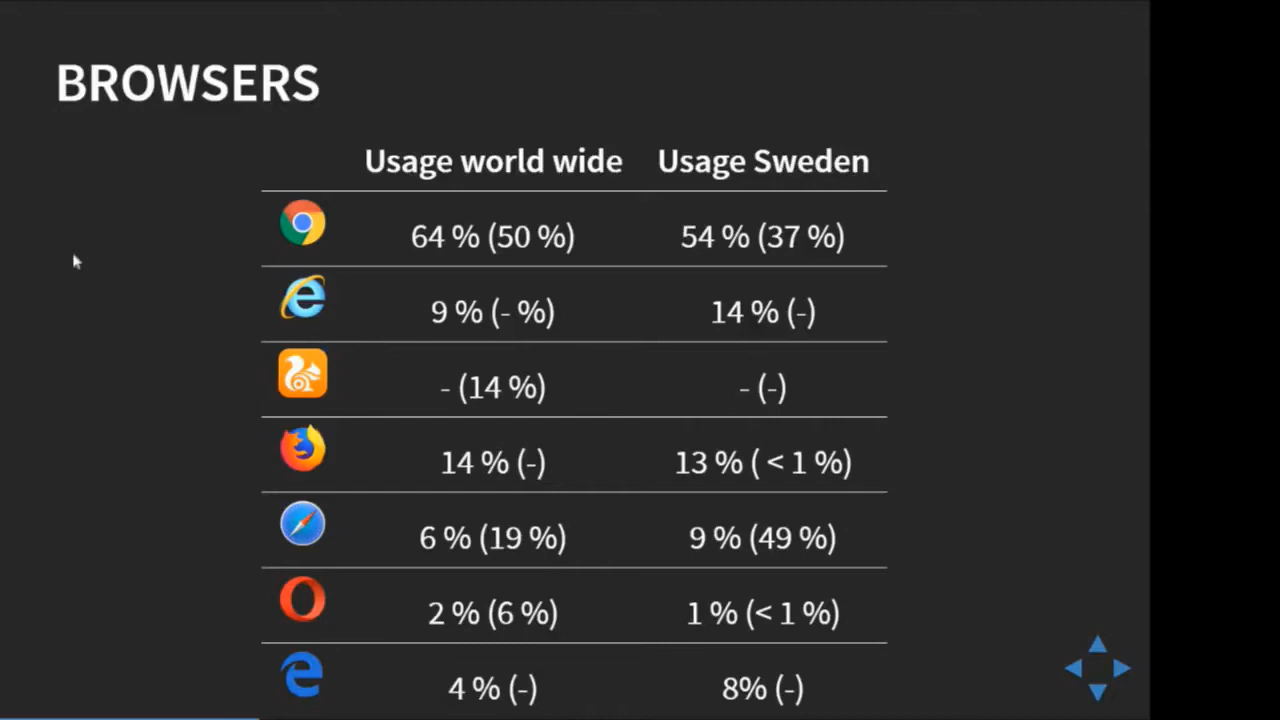 BROWSERS
Usage world wide Usage Sweden
64 % (50 %) 54 % (37 %)
9 % (- %) 14 % (-)
- (14 %) - (-)
14 % (-) 13 % ( < 1 %)
6 % (19 %) 9 % (49 %)
2 % (6 %) 1 % (< 1 %)
4 % (-) 8% (-)